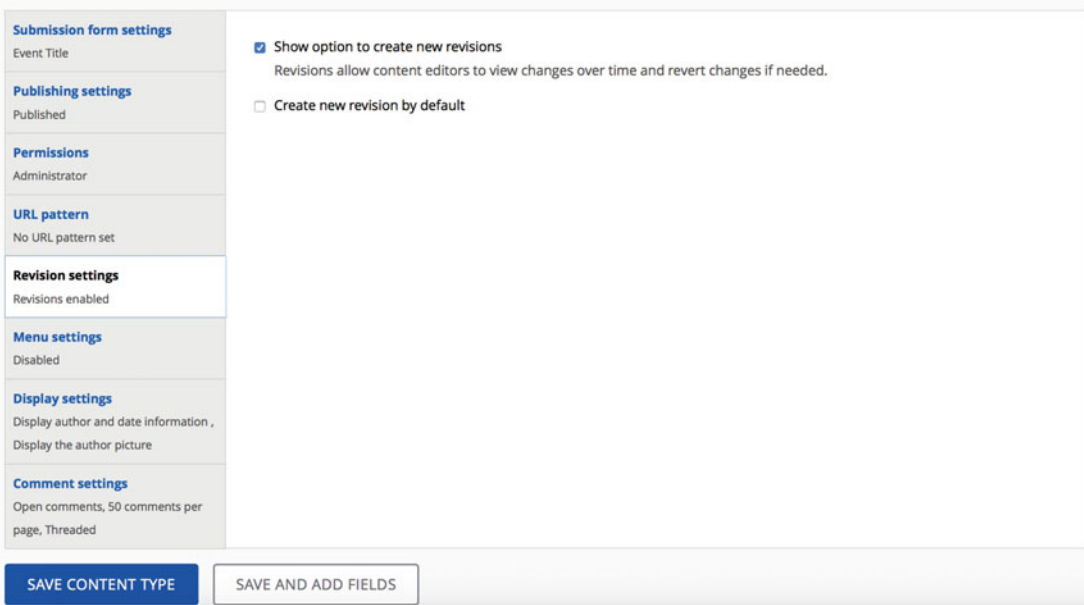 Submission form settings
Event Title
Publishing settings
Published
Permissions
Administrator
URL pattern
No URL pattern set
Revision settings
Revisions enabled
Menu settings
Disabled
Display settings
Display author and date information ,
Display the author picture
Comment settings
Open comments, 50 comments per
page, Threaded
Show option to create new revisions
Revisions allow content editors to view changes over time and revert changes if needed.
Create new revision by default
SAVE CONTENT TYPE
SAVE AND ADD FIELDS